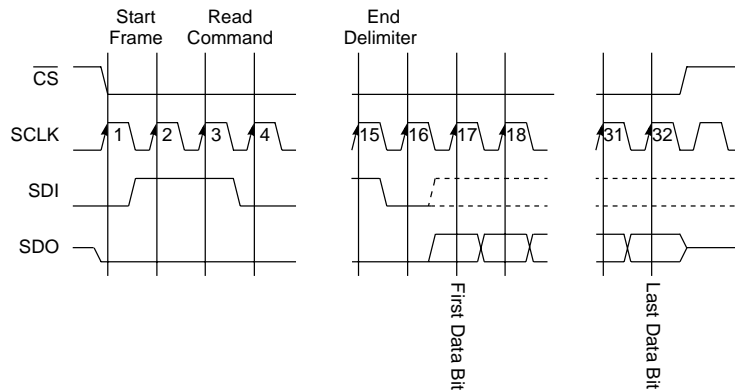 Start Frame
Read Command
End Delimiter
CS
SCLK 1 2 3 4 15 16 17 18 31 32
SDI
SDO
First Data Bit
Last Data Bit